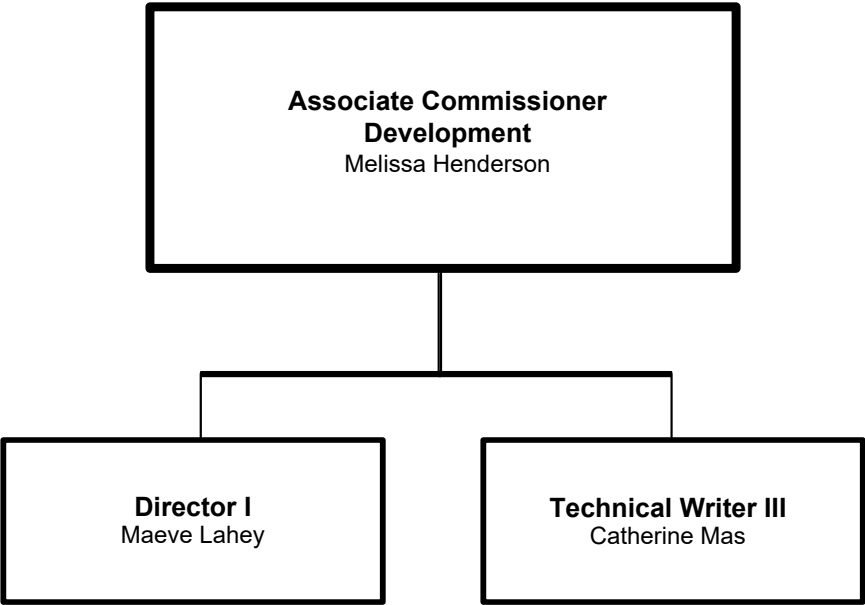 Associate Commissioner
Development
Melissa Henderson
Director I
Maeve Lahey
Technical Writer III
Catherine Mas